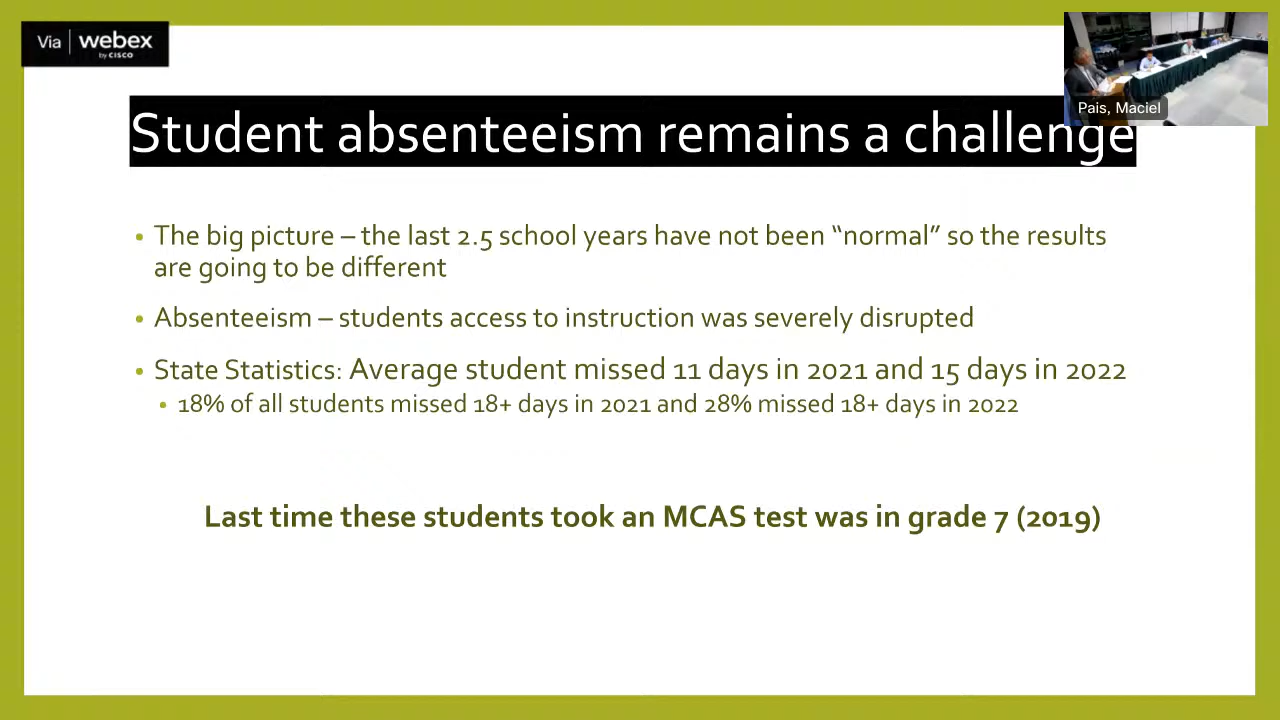 Via | webex
by CISCO
Pais, Maciel
Student absenteeism remains a challenge
• The big picture – the last 2.5 school years have not been “normal” so the results
are going to be different
• Absenteeism – students access to instruction was severely disrupted
• State Statistics: Average student missed 11 days in 2021 and 15 days in 2022
• 18% of all students missed 18+ days in 2021 and 28% missed 18+ days in 2022
Last time these students took an MCAS test was in grade 7 (2019)